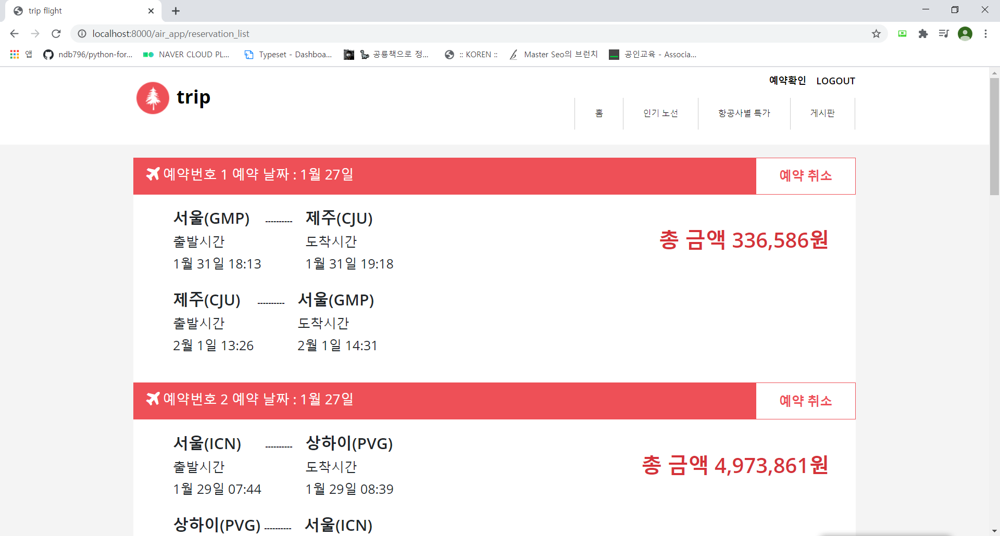 trip flight
localhost:8000/air_app/reservation_list
앱
ndb796/python-for...
NAVER CLOUD PL...
Typeset - Dashboa...
공룡책으로 정...
:: KOREN ::
Master Seo의 브런치
공인교육 - Associa...
예약확인 LOGOUT
trip
홈 인기 노선 항공사별 특가 게시판
예약번호 1 예약 날짜 : 1월 27일 예약 취소
서울(GMP) ---------- 제주(CJU)
총 금액 336,586원
출발시간 도착시간
1월 31일 18:13 1월 31일 19:18
제주(CJU) ---------- 서울(GMP)
출발시간 도착시간
2월 1일 13:26 2월 1일 14:31
예약번호 2 예약 날짜 : 1월 27일 예약 취소
서울(ICN) ---------- 상하이(PVG)
총 금액 4,973,861원
출발시간 도착시간
1월 29일 07:44 1월 29일 08:39
상하이(PVG) ---------- 서울(ICN)